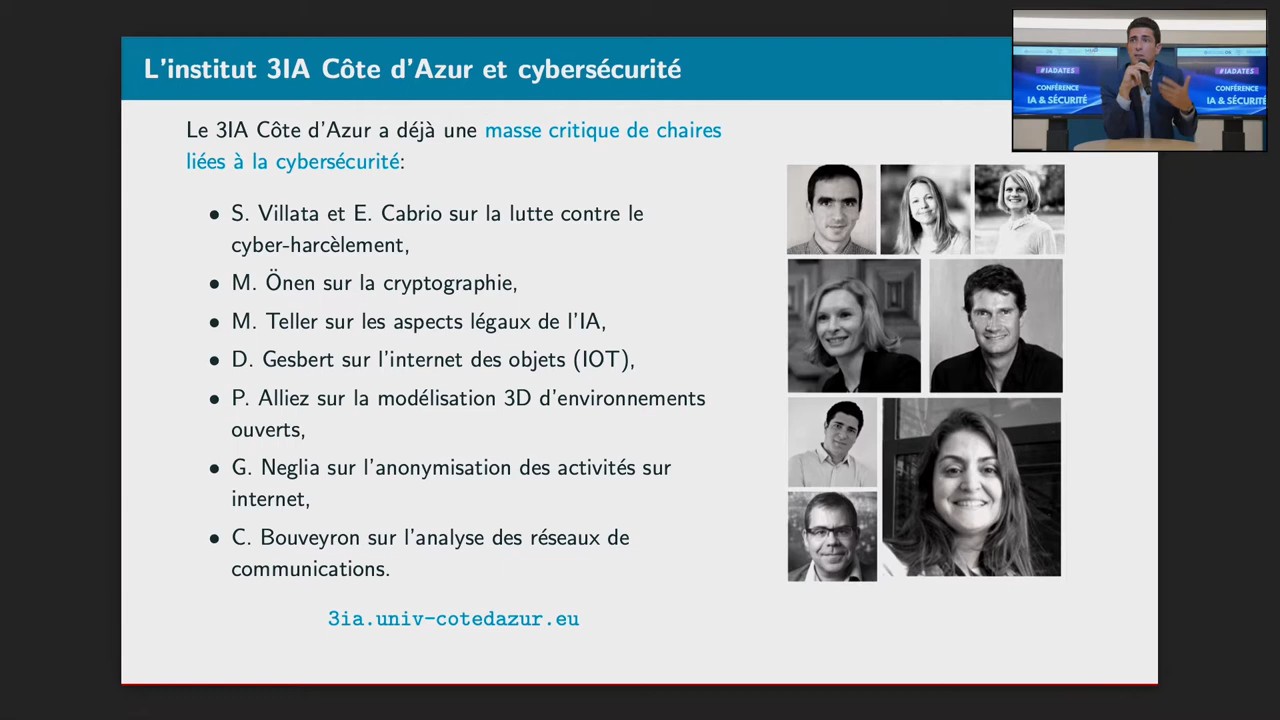 L'institut 3IA Côte d'Azur et cybersécurité
Le 3IA Côte d'Azur a déjà une masse critique de chaires
liées à la cybersécurité:
• S. Villata et E. Cabrio sur la lutte contre le
cyber-harcèlement,
• M. Önen sur la cryptographie,
• M. Teller sur les aspects légaux de l'IA,
• D. Gesbert sur l'internet des objets (IOT),
• P. Alliez sur la modélisation 3D d'environnements
ouverts,
• G. Neglia sur l'anonymisation des activités sur
internet,
• C. Bouveyron sur l'analyse des réseaux de
communications.
3ia.univ-cotedazur.eu
#IADATES
CONFÉRENCE
IA & SÉCURITÉ
#IADATES
CONFÉRENCE
IA & SÉCURITÉ